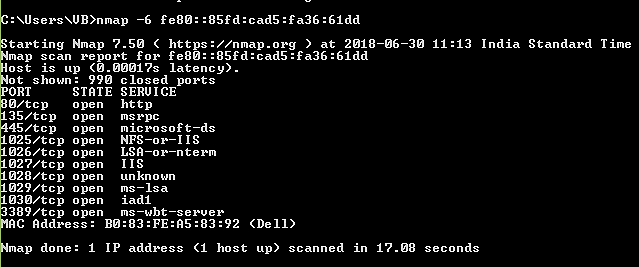 C:\Users\VB>nmap -6 fe80::85fd:cad5:fa36:61dd
Starting Nmap 7.50 ( https://nmap.org ) at 2018-06-30 11:13 India Standard Time
Nmap scan report for fe80::85fd:cad5:fa36:61dd
Host is up (0.00017s latency).
Not shown: 990 closed ports
PORT STATE SERVICE
80/tcp open http
135/tcp open msrpc
445/tcp open microsoft-ds
1025/tcp open NFS-or-IIS
1026/tcp open LSA-or-nterm
1027/tcp open IIS
1028/tcp open unknown
1029/tcp open ms-lsa
1030/tcp open iad1
3389/tcp open ms-wbt-server
MAC Address: B0:83:FE:A5:83:92 (Dell)
Nmap done: 1 IP address (1 host up) scanned in 17.08 seconds